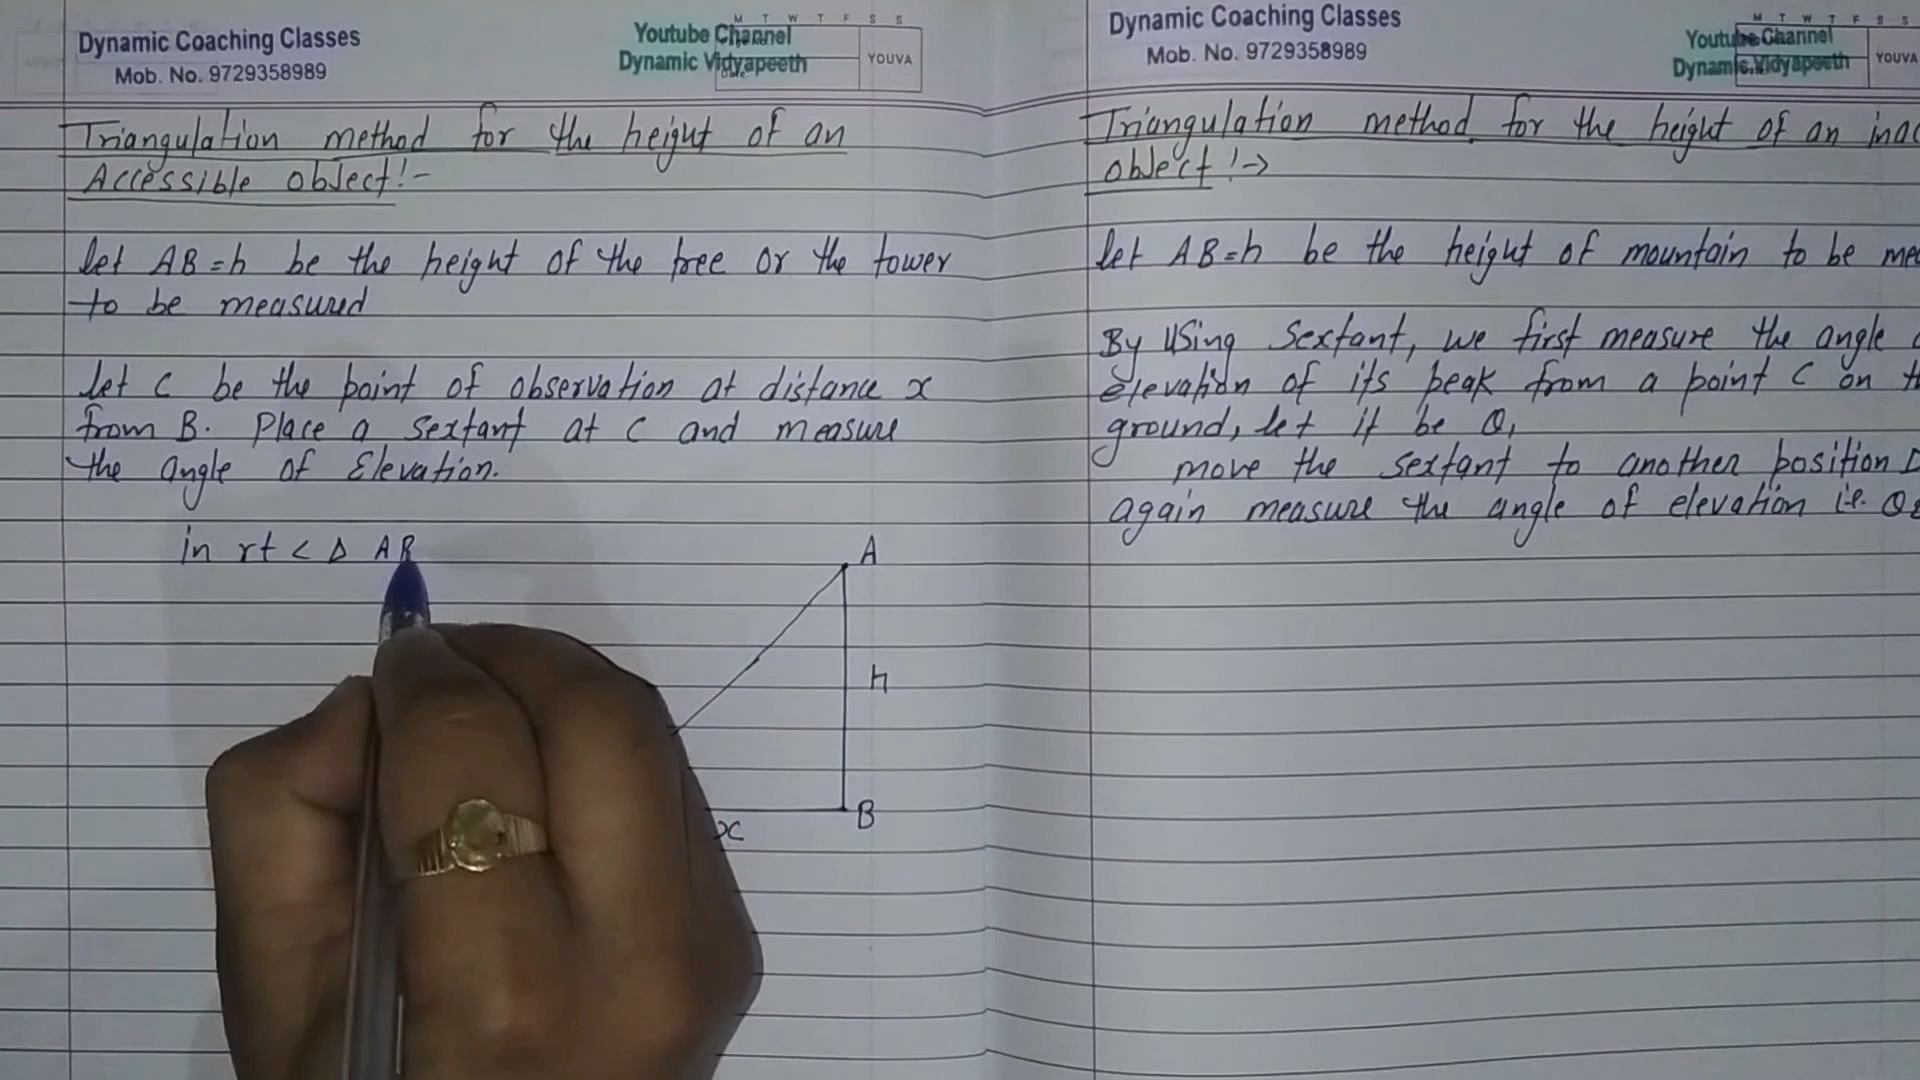 Dynamic Coaching Classes
Mob. No. 9729358989
Youtube Channel
Dynamic Vidyapeeth
M T W T F S S
YOUVA
Triangulation method for the height of an
Accessible object:-
let AB=h be the height of the tree or the tower
to be measured
let C be the point of observation at distance x
from B. Place a sextant at C and measure
the angle of Elevation.
in rt < Δ AB
A
h
B
x
Dynamic Coaching Classes
Mob. No. 9729358989
Youtube Channel
Dynamic Vidyapeeth
M T W T F S S
YOUVA
Triangulation method for the height of an
object :->
let AB=h be the height of mountain to be
By Using Sextant, we first measure the angle
elevation of its peak from a point C on
ground, let it be θ1
move the sextant to another position D
again measure the angle of elevation i.e. θ2